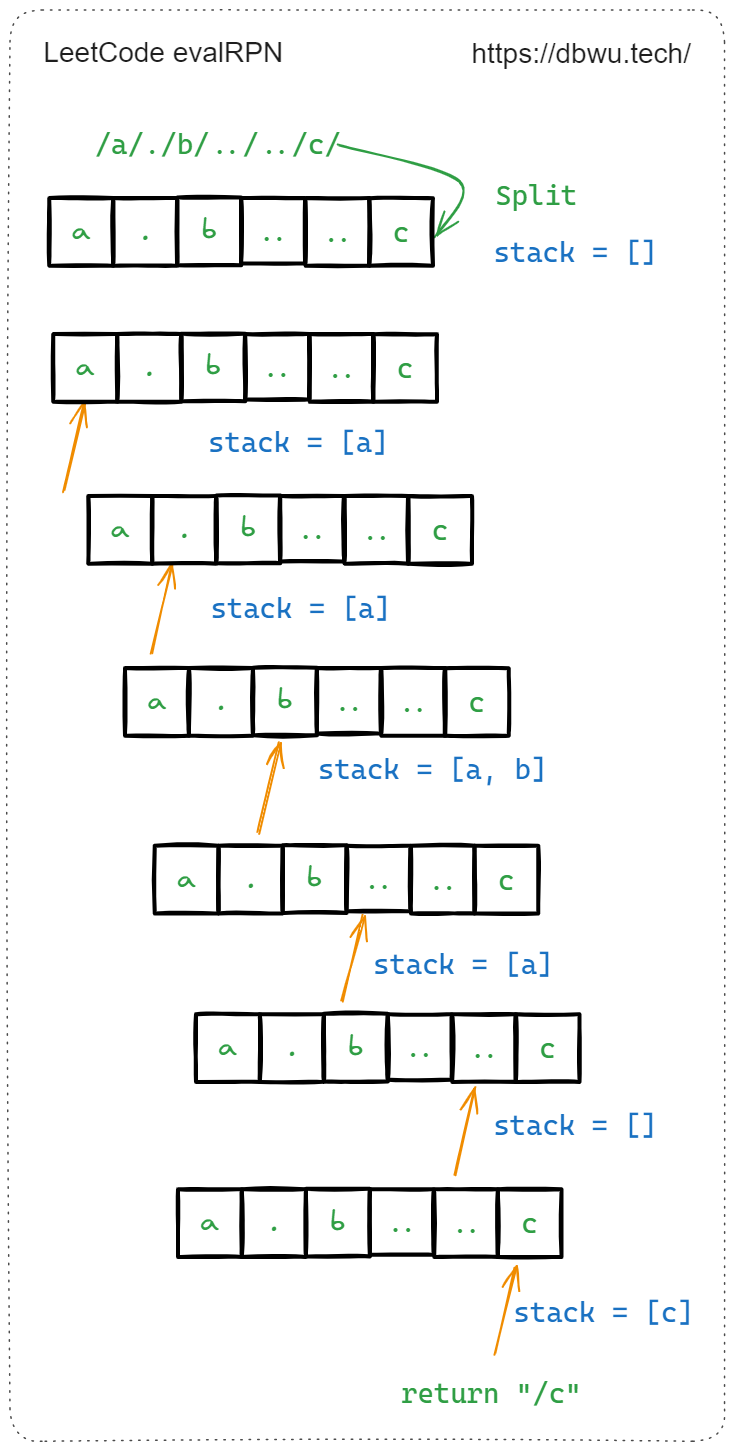 LeetCode evalRPN https://dbwu.tech/
/a/./b/../../c/
Split
a . b .. .. c
stack = []
a . b .. .. c
stack = [a]
a . b .. .. c
stack = [a]
a . b .. .. c
stack = [a, b]
a . b .. .. c
stack = [a]
a . b .. .. c
stack = []
a . b .. .. c
stack = [c]
return "/c"